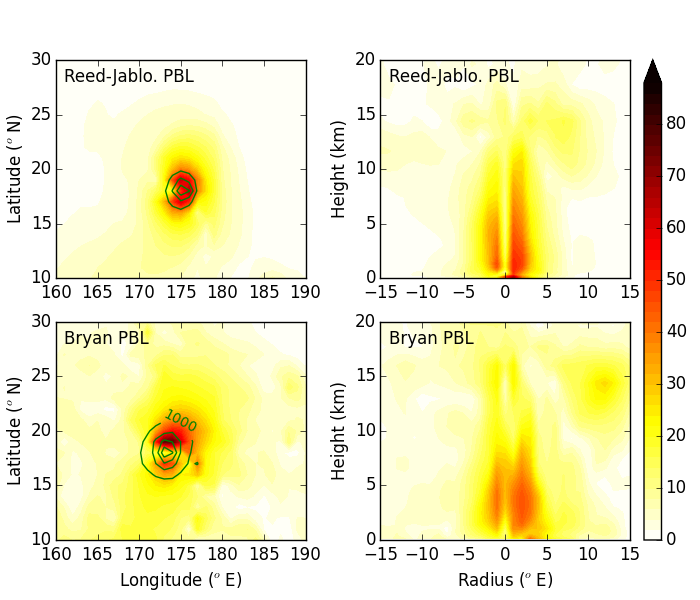 30
25
20
15
10
Latitude (° N)
Reed-Jablo. PBL
160 165 170 175 180 185 190
20
15
10
5
0
Height (km)
Reed-Jablo. PBL
−15 −10 −5 0 5 10 15
30
25
20
15
10
Latitude (° N)
Bryan PBL
1000
160 165 170 175 180 185 190
Longitude (° E)
20
15
10
5
0
Height (km)
Bryan PBL
−15 −10 −5 0 5 10 15
Radius (° E)
80
70
60
50
40
30
20
10
0